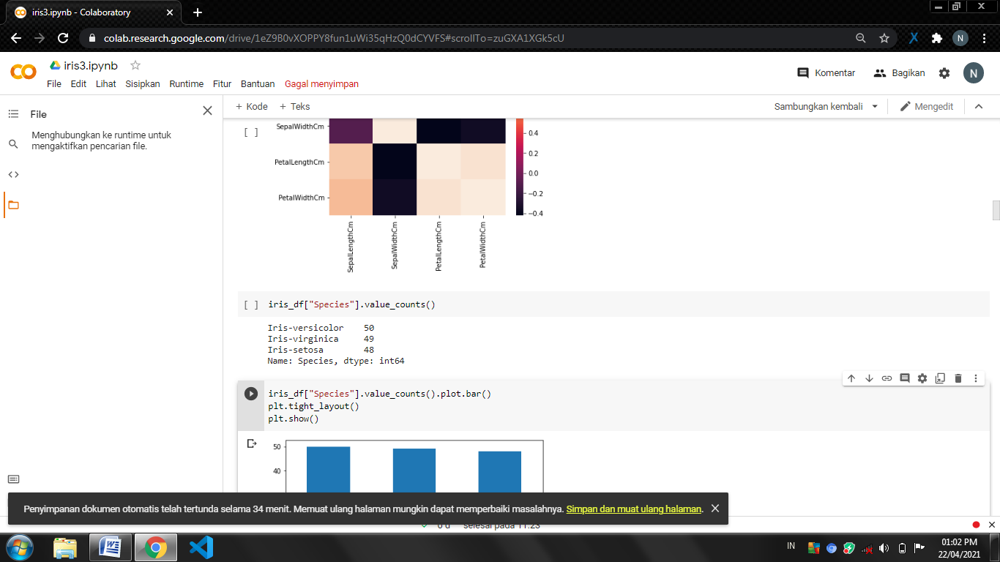 iris3.ipynb - Colaboratory
colab.research.google.com/drive/1eZ9B0vXOPPY8fun1uWi35qHzQ0dCYVFS#scrollTo=zuGXA1XGk5cU
N
iris3.ipynb
File Edit Lihat Sisipkan Runtime Fitur Bantuan Gagal menyimpan
Komentar
Bagikan
N
File
+ Kode + Teks
Sambungkan kembali
Mengedit
Menghubungkan ke runtime untuk
mengaktifkan pencarian file.
[ ]
SepalWidthCm
PetalLengthCm
PetalWidthCm
0.4
0.2
0.0
−0.2
−0.4
SepalLengthCm
SepalWidthCm
PetalLengthCm
PetalWidthCm
[ ] iris_df["Species"].value_counts()
Iris-versicolor 50
Iris-virginica 49
Iris-setosa 48
Name: Species, dtype: int64
iris_df["Species"].value_counts().plot.bar()
plt.tight_layout()
plt.show()
50
40
Penyimpanan dokumen otomatis telah tertunda selama 34 menit. Memuat ulang halaman mungkin dapat memperbaiki masalahnya. Simpan dan muat ulang halaman.
0 d selesai pada 11.23
IN
01:02 PM
22/04/2021